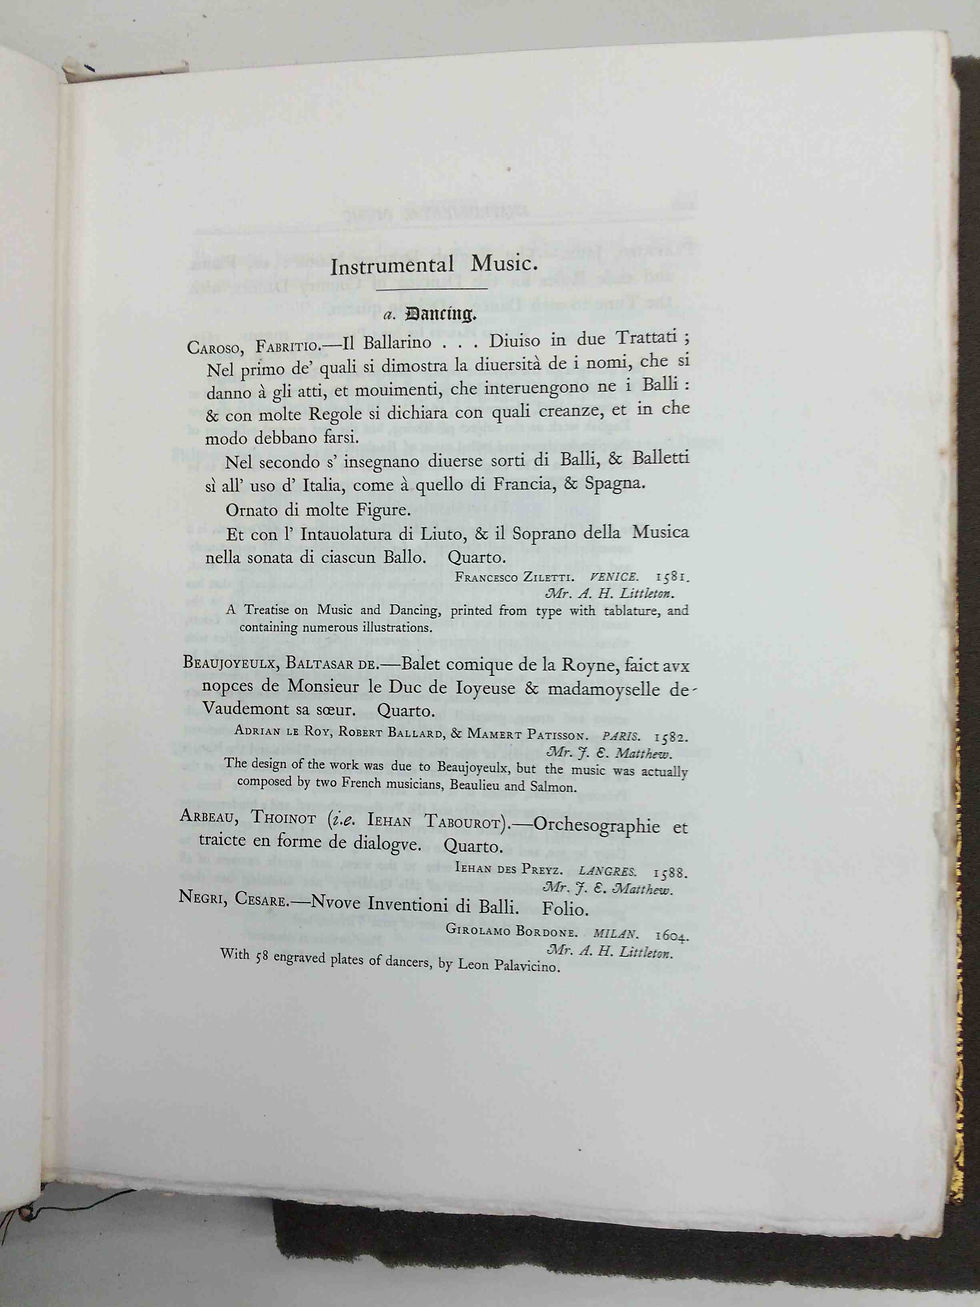 Instrumental Music.
a. Dancing.
CAROSO, FABRITIO.—Il Ballarino . . . Diuiso in due Trattati ;
Nel primo de' quali si dimostra la diuersità de i nomi, che si
danno à gli atti, et mouimenti, che interuengono ne i Balli :
& con molte Regole si dichiara con quali creanze, et in che
modo debbano farsi.
Nel secondo s' insegnano diuerse sorti di Balli, & Balletti
sì all' uso d' Italia, come à quello di Francia, & Spagna.
Ornato di molte Figure.
Et con l' Intauolatura di Liuto, & il Soprano della Musica
nella sonata di ciascun Ballo. Quarto.
FRANCESCO ZILETTI. VENICE. 1581.
Mr. A. H. Littleton.
A Treatise on Music and Dancing, printed from type with tablature, and
containing numerous illustrations.
BEAUJOYEULX, BALTASAR DE.—Balet comique de la Royne, faict avx
nopces de Monsieur le Duc de Ioyeuse & madamoyselle de
Vaudemont sa sœur. Quarto.
ADRIAN LE ROY, ROBERT BALLARD, & MAMERT PATISSON. PARIS. 1582.
Mr. J. E. Matthew.
The design of the work was due to Beaujoyeulx, but the music was actually
composed by two French musicians, Beaulieu and Salmon.
ARBEAU, THOINOT (i.e. IEHAN TABOUROT).—Orchesographie et
traicte en forme de dialogve. Quarto.
IEHAN DES PREYZ. LANGRES. 1588.
Mr. J. E. Matthew.
NEGRI, CESARE.—Nvove Inventioni di Balli. Folio.
GIROLAMO BORDONE. MILAN. 1604.
Mr. A. H. Littleton.
With 58 engraved plates of dancers, by Leon Palavicino.